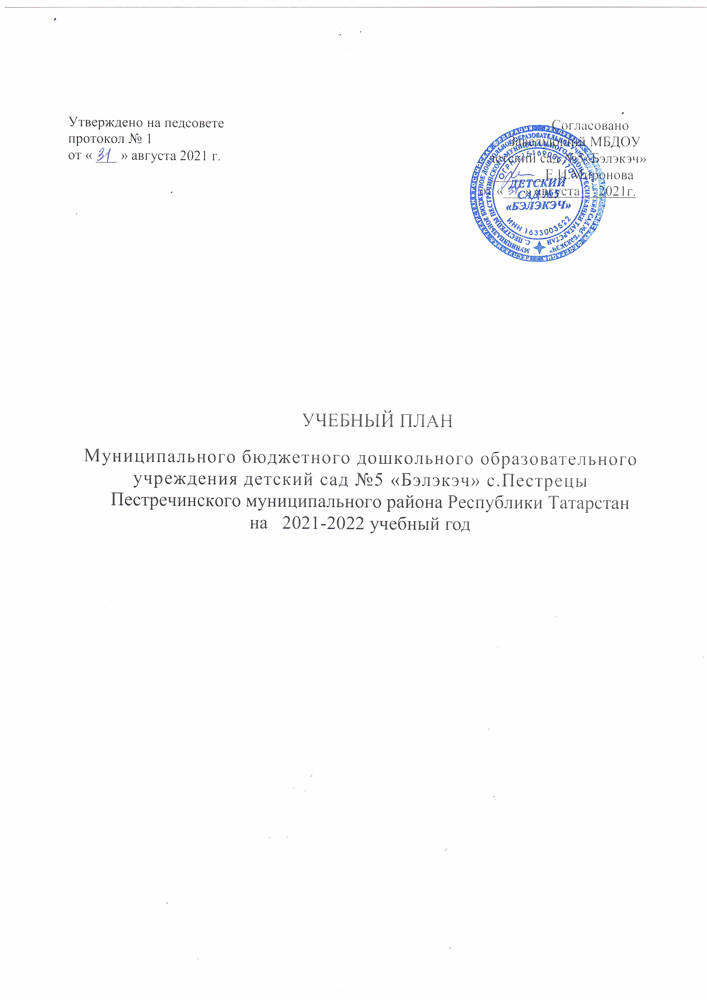 Утверждено на педсовете
протокол № 1
от « 31 » августа 2021 г.
Согласовано
Заведующий МБДОУ
детский сад №5«Бэлэкэч»
Е.И.Миронова
от « 31 » августа 2021г.
ДЕТСКИЙ
САД №5
«БЭЛЭКЭЧ»
ИНН 1633003522
УЧЕБНЫЙ ПЛАН
Муниципального бюджетного дошкольного образовательного
учреждения детский сад №5 «Бэлэкэч» с.Пестрецы
Пестречинского муниципального района Республики Татарстан
на 2021-2022 учебный год